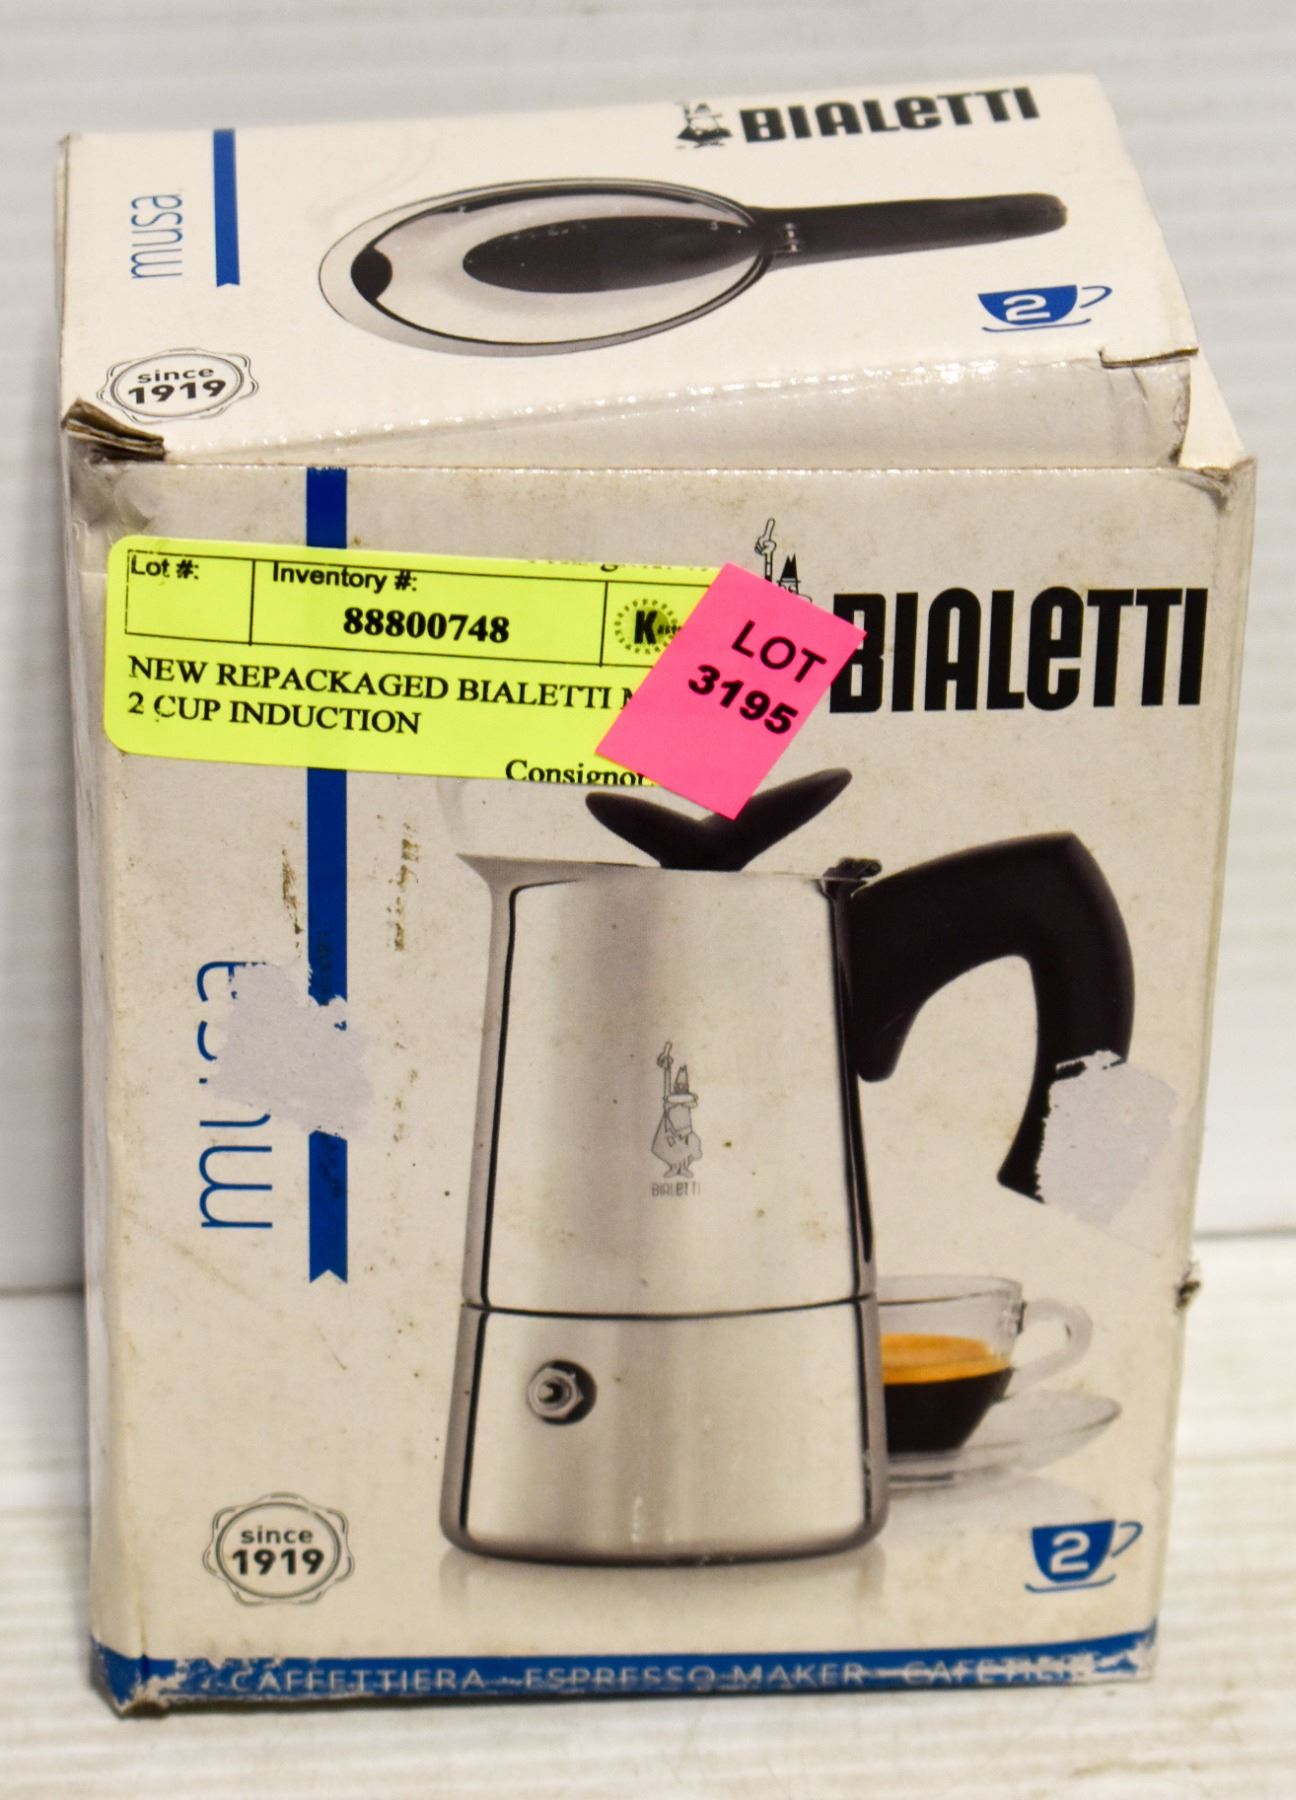 BIALETTI
musa
2
since
1919
Lot #:
Inventory #:
88800748
K
NEW REPACKAGED BIALETTI
2 CUP INDUCTION
Consignor
LOT
3195
BIALETTI
BIALETTI
since
1919
2
CAFFETTIERA - ESPRESSO MAKER - CAFETIÈRE